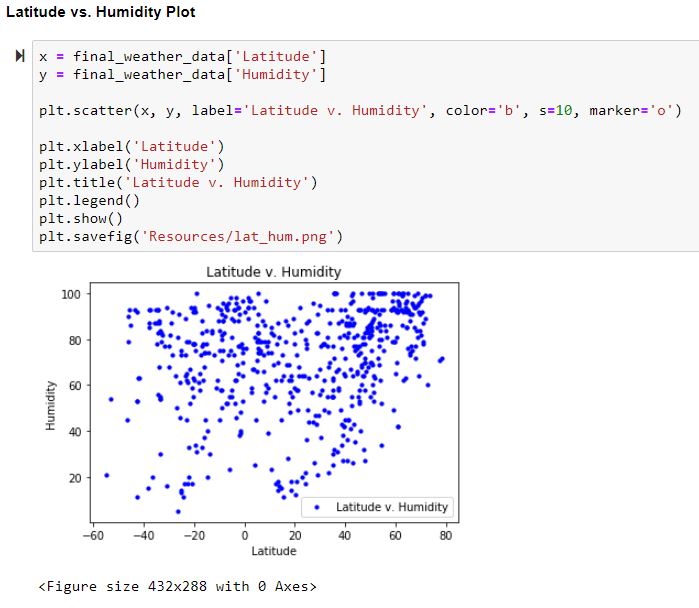 Latitude vs. Humidity Plot
x = final_weather_data['Latitude']
y = final_weather_data['Humidity']
plt.scatter(x, y, label='Latitude v. Humidity', color='b', s=10, marker='o')
plt.xlabel('Latitude')
plt.ylabel('Humidity')
plt.title('Latitude v. Humidity')
plt.legend()
plt.show()
plt.savefig('Resources/lat_hum.png')
Latitude v. Humidity
100
80
60
40
20
Humidity
Latitude v. Humidity
−60 −40 −20 0 20 40 60 80
Latitude
<Figure size 432x288 with 0 Axes>